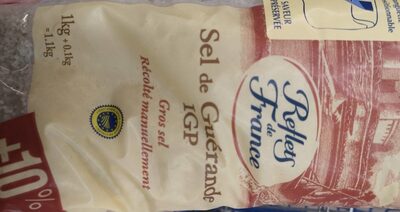 SAVEUR
PRÉSERVÉE
Reflets
de
France
Sel de Guérande
IGP
Gros sel
Récolté manuellement
1kg + 0.1kg
= 1.1kg
+10%